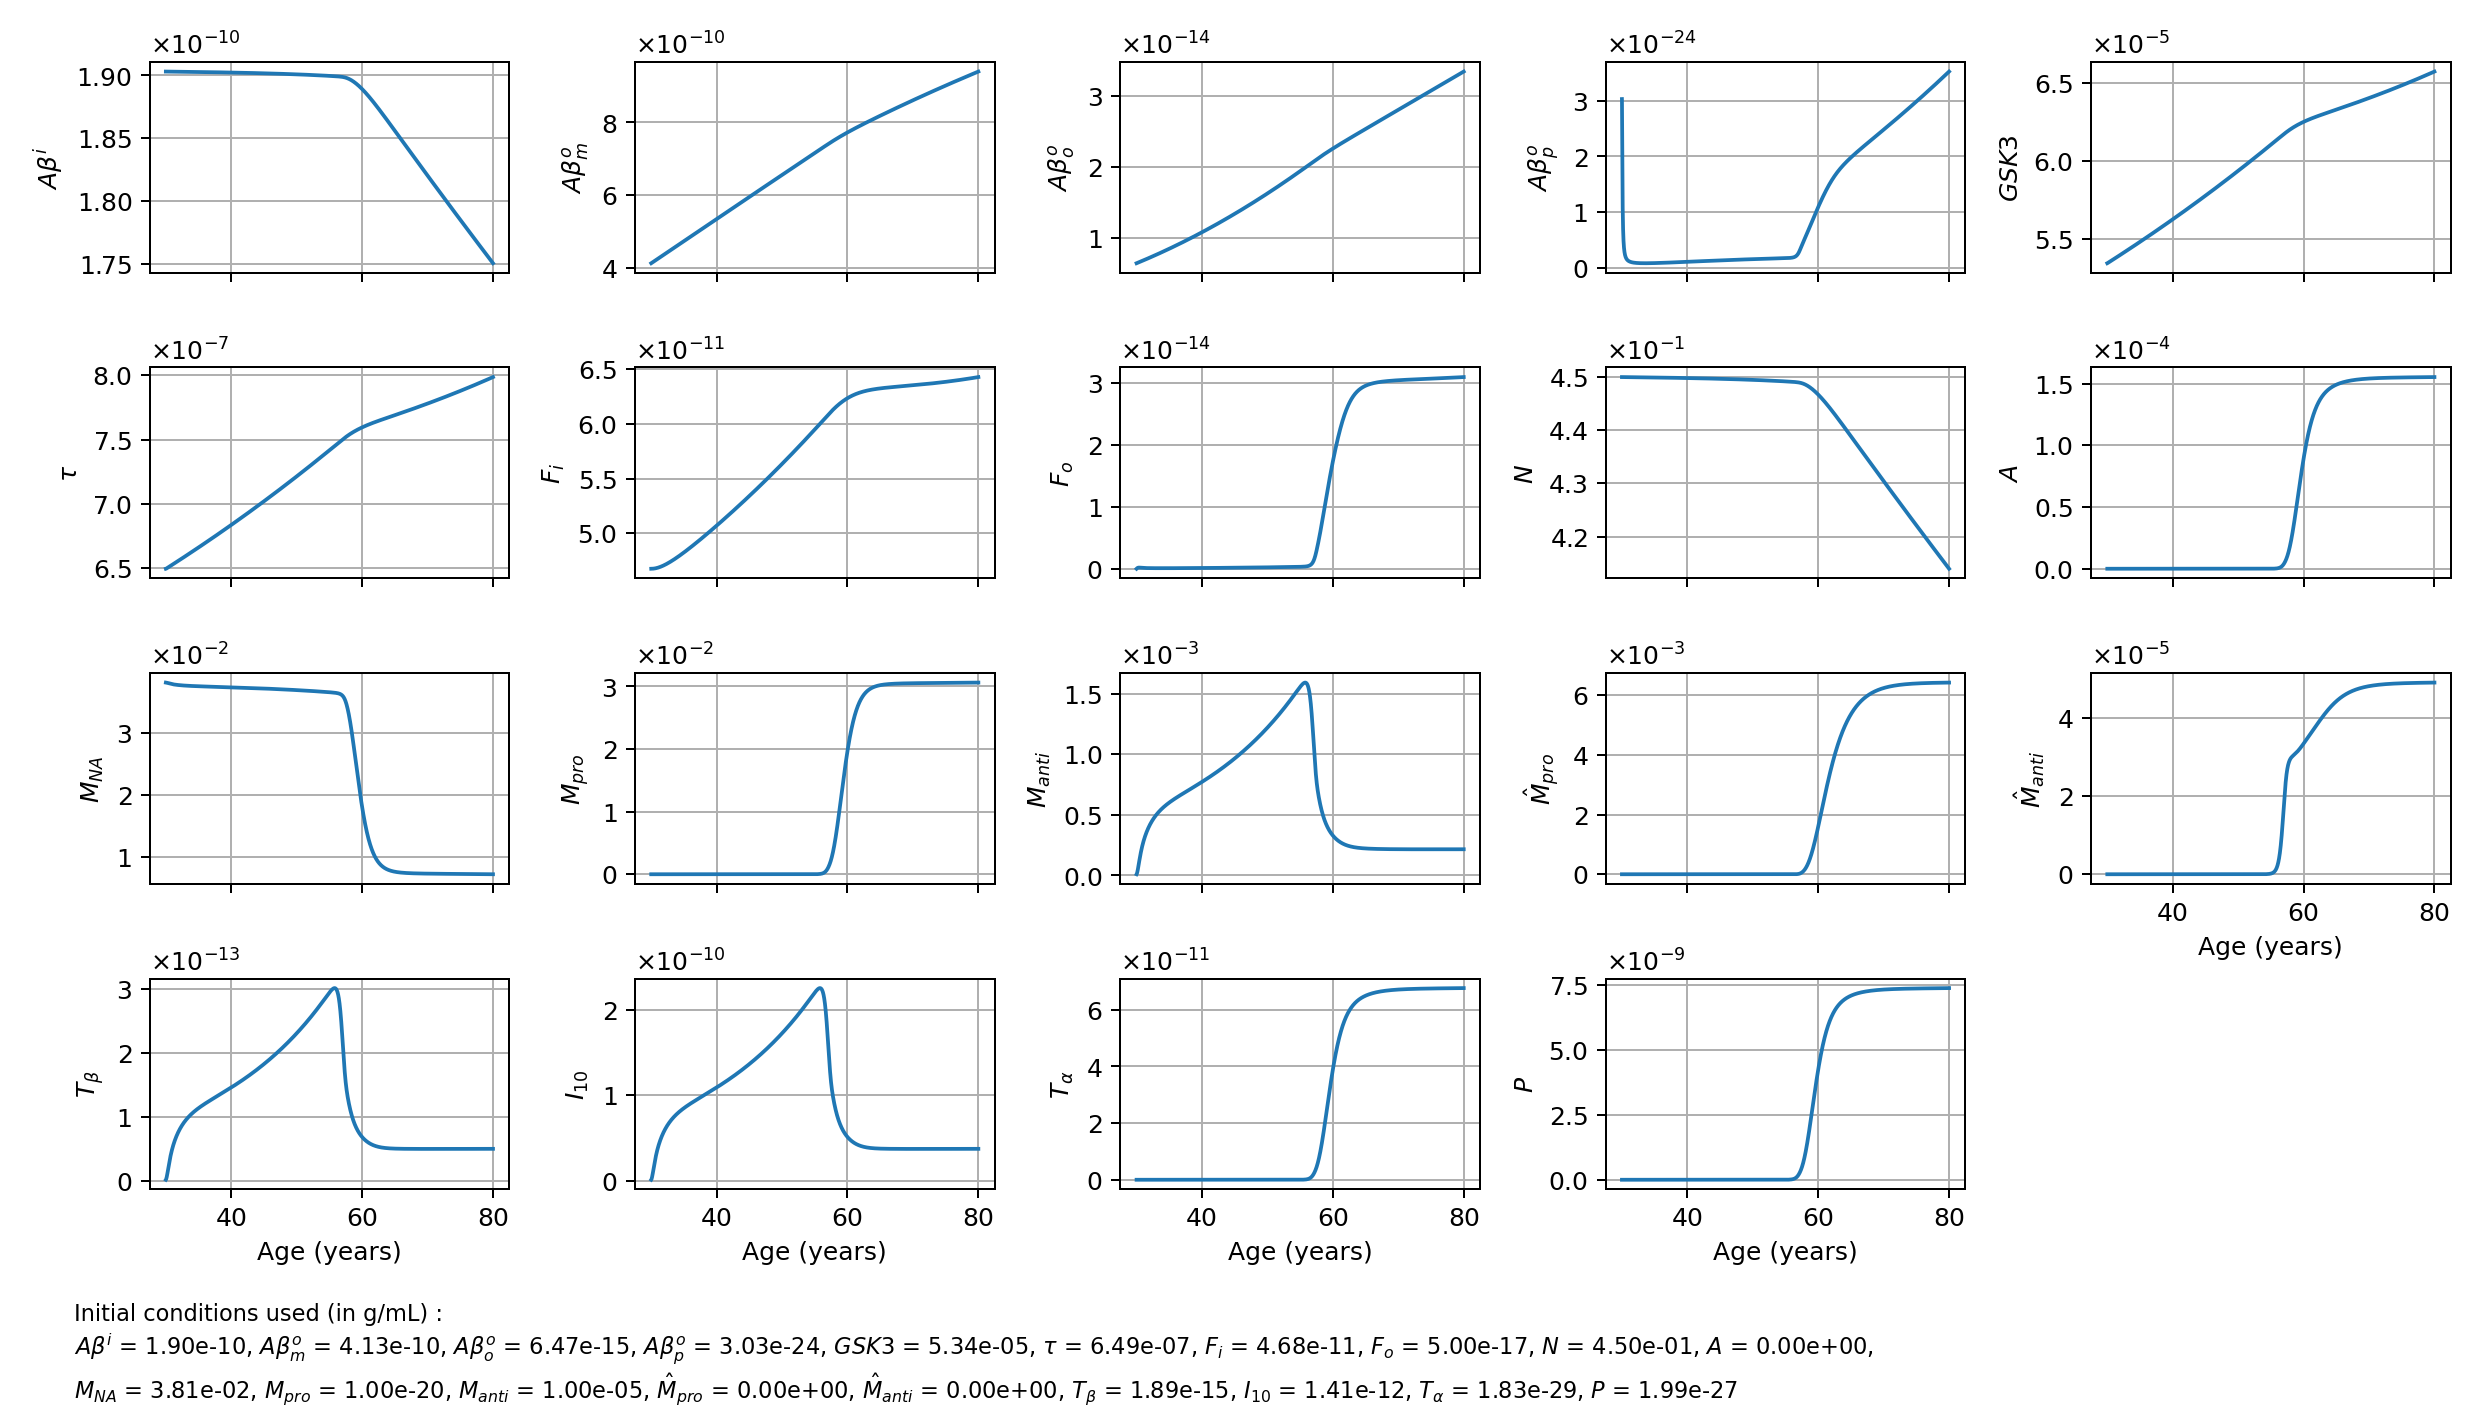 ×10⁻¹⁰ ×10⁻¹⁰ ×10⁻¹⁴ ×10⁻²⁴ ×10⁻⁵
Aβⁱ 1.90 1.85 1.80 1.75
Aβₘᵒ 8 6 4
Aβₒᵒ 3 2 1
Aβₚᵒ 3 2 1 0
GSK3 6.5 6.0 5.5
×10⁻⁷ ×10⁻¹¹ ×10⁻¹⁴ ×10⁻¹ ×10⁻⁴
τ 8.0 7.5 7.0 6.5
Fᵢ 6.5 6.0 5.5 5.0
Fₒ 3 2 1 0
N 4.5 4.4 4.3 4.2
A 1.5 1.0 0.5 0.0
×10⁻² ×10⁻² ×10⁻³ ×10⁻³ ×10⁻⁵
M_NA 3 2 1
M_pro 3 2 1 0
M_anti 1.5 1.0 0.5 0.0
M̂_pro 6 4 2 0
M̂_anti 4 2 0
40 60 80
Age (years)
×10⁻¹³ ×10⁻¹⁰ ×10⁻¹¹ ×10⁻⁹
T_β 3 2 1 0
I₁₀ 2 1 0
T_α 6 4 2 0
P 7.5 5.0 2.5 0.0
40 60 80 40 60 80 40 60 80 40 60 80
Age (years) Age (years) Age (years) Age (years)
Initial conditions used (in g/mL) :
Aβⁱ = 1.90e-10, Aβₘᵒ = 4.13e-10, Aβₒᵒ = 6.47e-15, Aβₚᵒ = 3.03e-24, GSK3 = 5.34e-05, τ = 6.49e-07, Fᵢ = 4.68e-11, Fₒ = 5.00e-17, N = 4.50e-01, A = 0.00e+00,
M_NA = 3.81e-02, M_pro = 1.00e-20, M_anti = 1.00e-05, M̂_pro = 0.00e+00, M̂_anti = 0.00e+00, T_β = 1.89e-15, I₁₀ = 1.41e-12, T_α = 1.83e-29, P = 1.99e-27